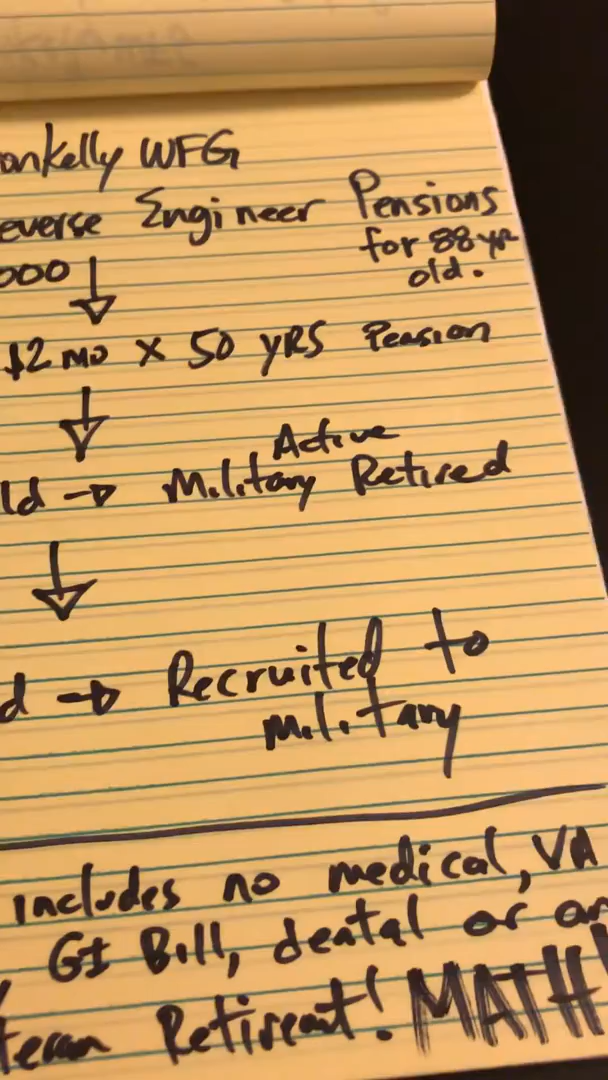 onkelly WFG
everse Engineer Pensions
for 88 yr
old.
000
$2 mo x 50 YRS Pension
Active
ld → Military Retired
d → Recruited to
military
includes no medical, VA
GI Bill, dental or an
Retirement! MATH!